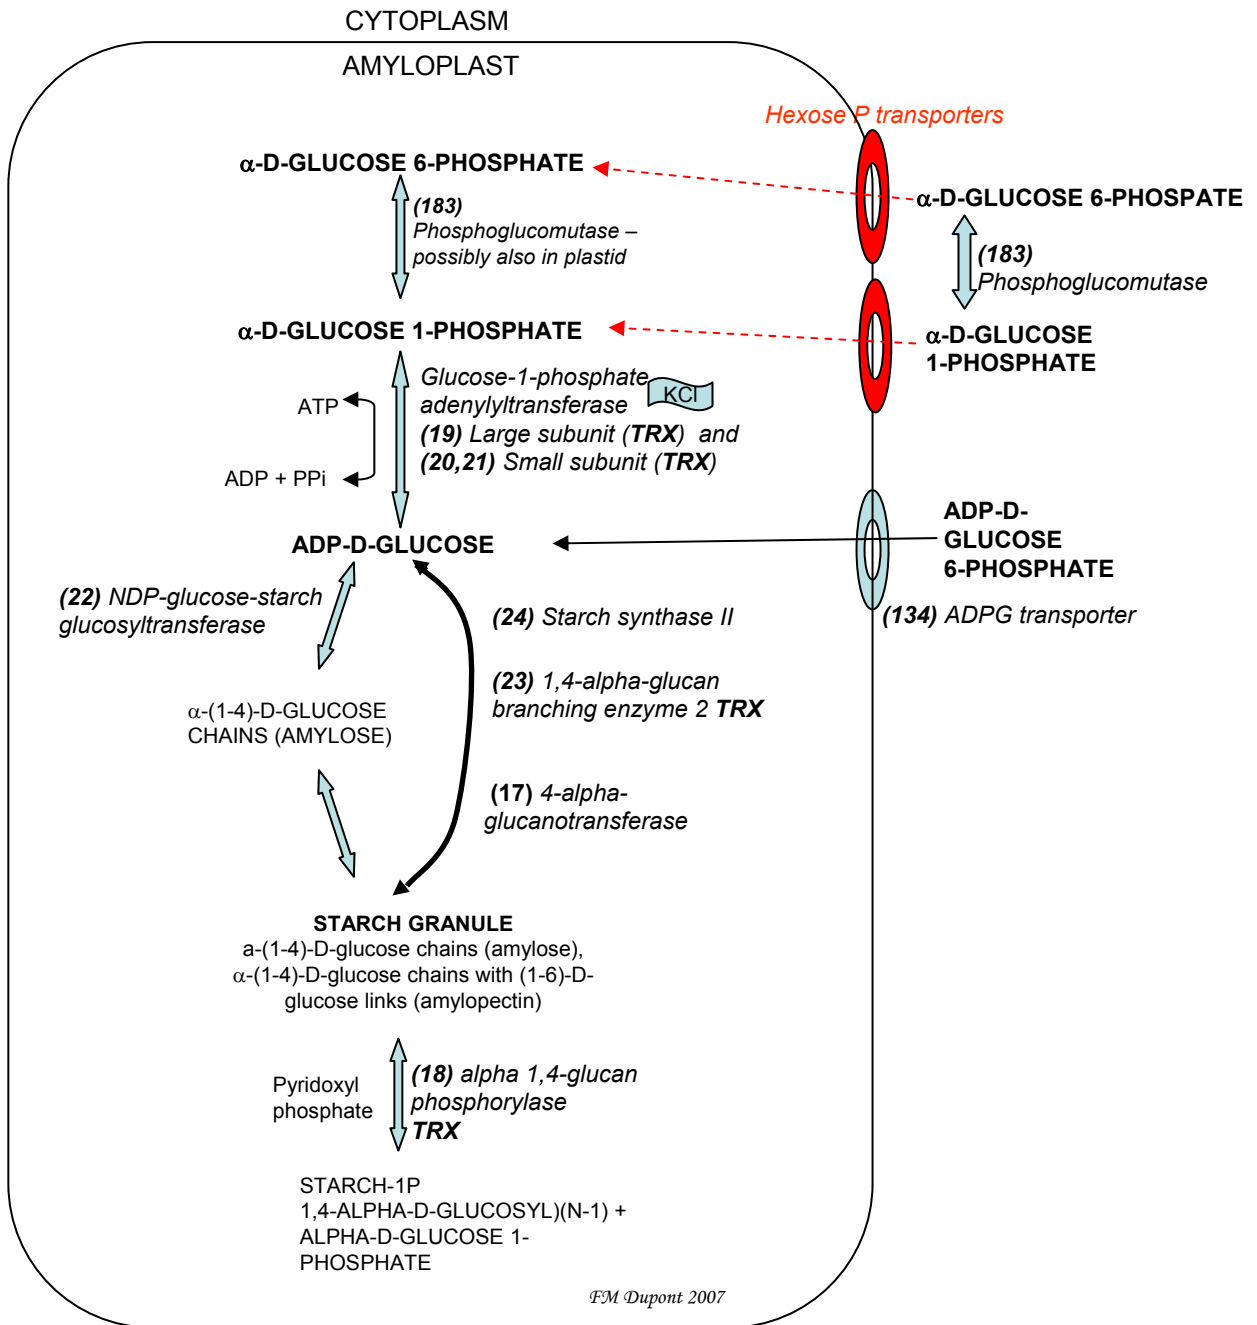 CYTOPLASM
AMYLOPLAST
Hexose P transporters
α-D-GLUCOSE 6-PHOSPHATE
α-D-GLUCOSE 6-PHOSPATE
(183)
Phosphoglucomutase –
possibly also in plastid
(183)
Phosphoglucomutase
α-D-GLUCOSE 1-PHOSPHATE
α-D-GLUCOSE
1-PHOSPHATE
Glucose-1-phosphate
adenylyltransferase
KCl
(19) Large subunit (TRX) and
(20,21) Small subunit (TRX)
ATP
ADP + PPi
ADP-D-GLUCOSE
ADP-D-
GLUCOSE
6-PHOSPHATE
(134) ADPG transporter
(22) NDP-glucose-starch
glucosyltransferase
(24) Starch synthase II
(23) 1,4-alpha-glucan
branching enzyme 2 TRX
α-(1-4)-D-GLUCOSE
CHAINS (AMYLOSE)
(17) 4-alpha-
glucanotransferase
STARCH GRANULE
a-(1-4)-D-glucose chains (amylose),
α-(1-4)-D-glucose chains with (1-6)-D-
glucose links (amylopectin)
Pyridoxyl
phosphate
(18) alpha 1,4-glucan
phosphorylase
TRX
STARCH-1P
1,4-ALPHA-D-GLUCOSYL)(N-1) +
ALPHA-D-GLUCOSE 1-
PHOSPHATE
FM Dupont 2007